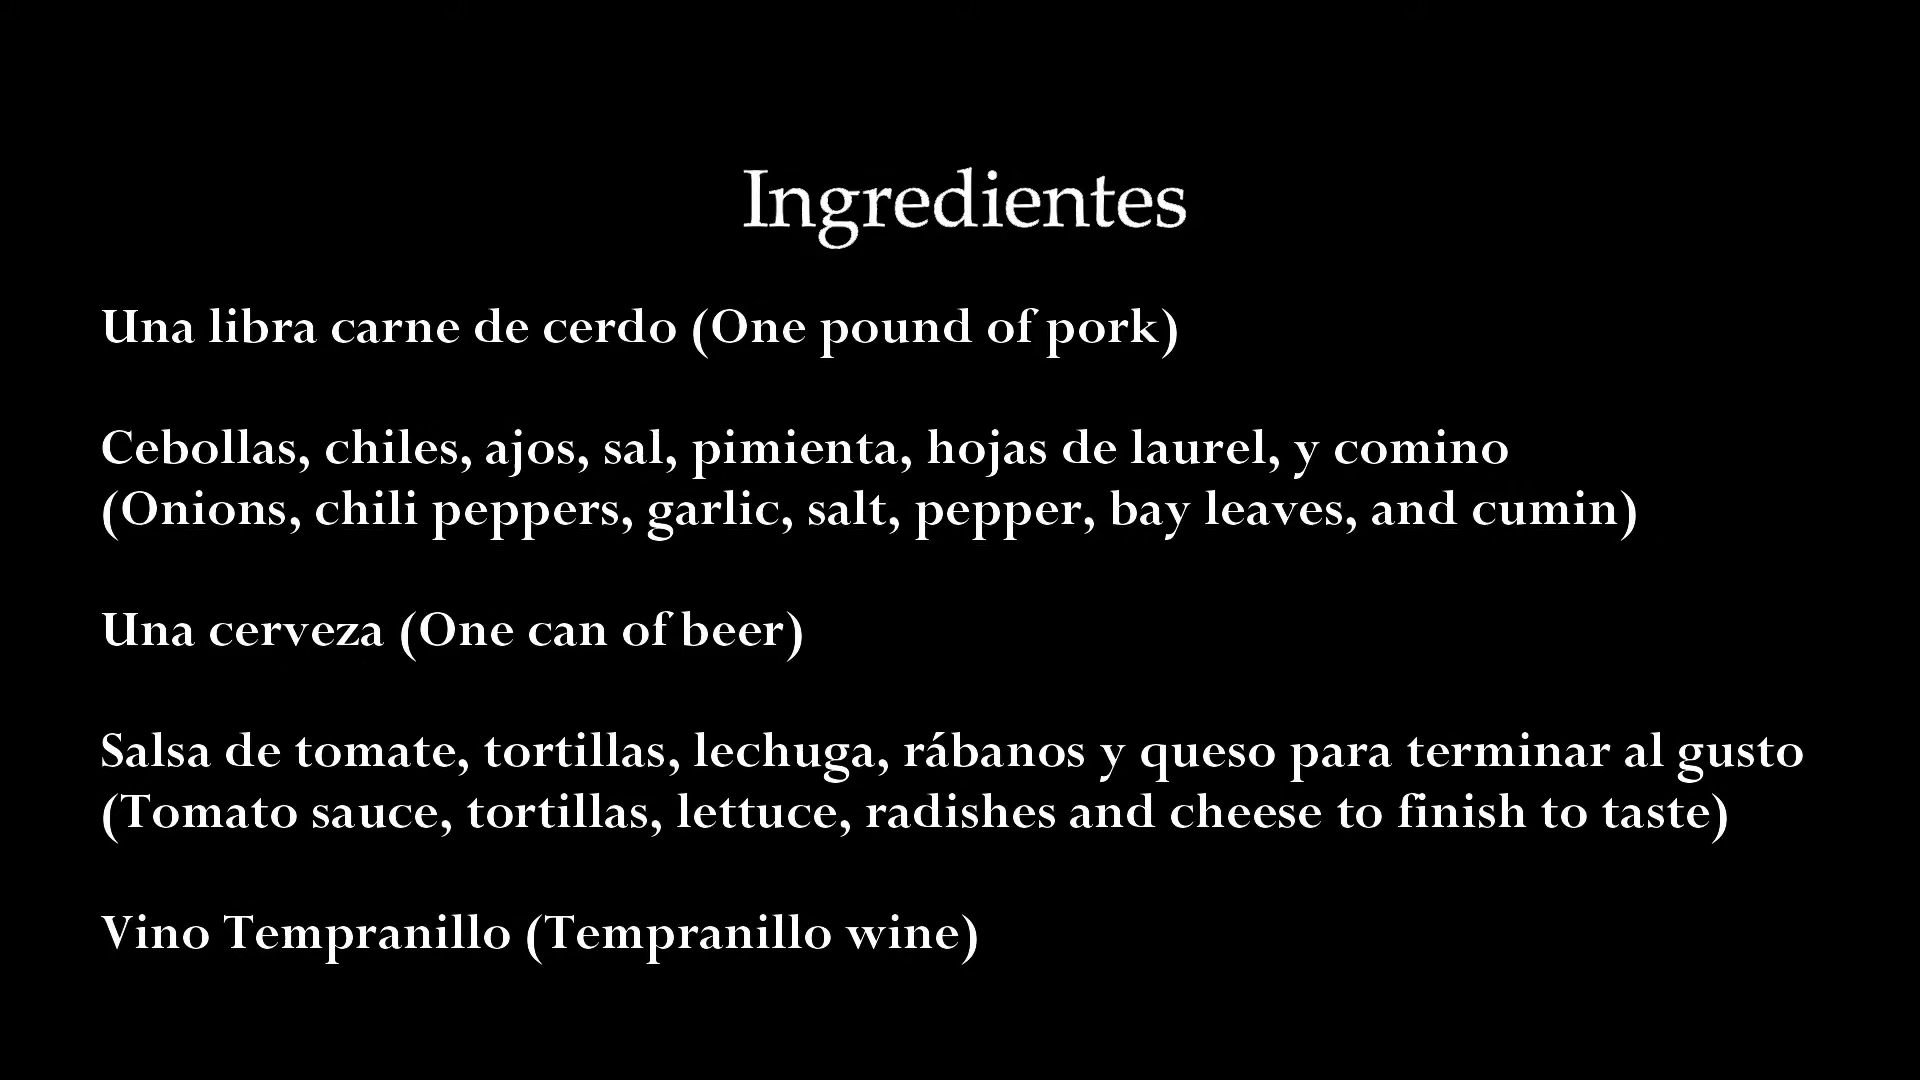 Ingredientes
Una libra carne de cerdo (One pound of pork)
Cebollas, chiles, ajos, sal, pimienta, hojas de laurel, y comino
(Onions, chili peppers, garlic, salt, pepper, bay leaves, and cumin)
Una cerveza (One can of beer)
Salsa de tomate, tortillas, lechuga, rábanos y queso para terminar al gusto
(Tomato sauce, tortillas, lettuce, radishes and cheese to finish to taste)
Vino Tempranillo (Tempranillo wine)